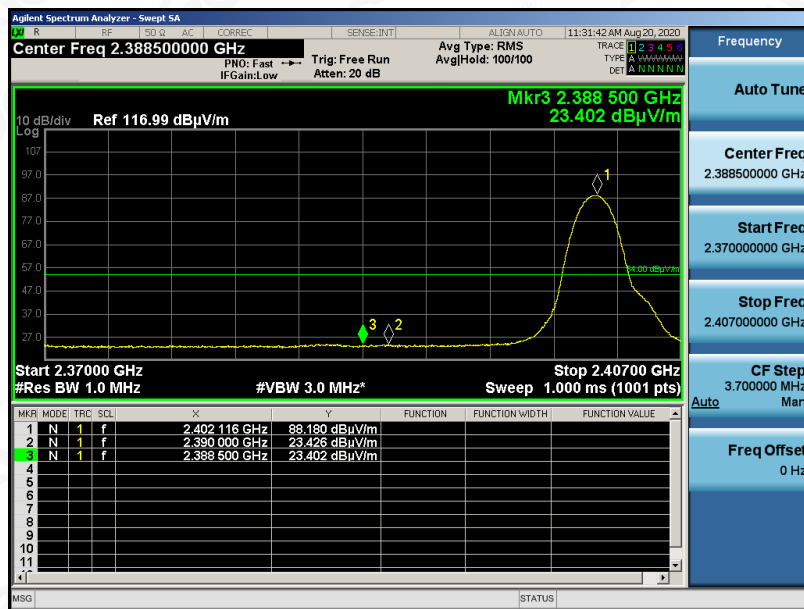 Agilent Spectrum Analyzer - Swept SA
LXI R RF 50 Ω AC CORREC SENSE:INT ALIGN AUTO 11:31:42 AM Aug 20, 2020
Center Freq 2.388500000 GHz
PNO: Fast
IFGain:Low
Trig: Free Run
Atten: 20 dB
Avg Type: RMS
Avg|Hold: 100/100
TRACE 1 2 3 4 5 6
TYPE A WWWWW
DET A N N N N N
Mkr3 2.388 500 GHz
23.402 dBµV/m
10 dB/div Ref 116.99 dBµV/m
Log
107
97.0
87.0
77.0
67.0
57.0
47.0
37.0
27.0
1
54.00 dBµV/m
3
2
Start 2.37000 GHz Stop 2.40700 GHz
#Res BW 1.0 MHz #VBW 3.0 MHz* Sweep 1.000 ms (1001 pts)
MKR MODE TRC SCL X Y FUNCTION FUNCTION WIDTH FUNCTION VALUE
1 N 1 f 2.402 116 GHz 88.180 dBµV/m
2 N 1 f 2.390 000 GHz 23.426 dBµV/m
3 N 1 f 2.388 500 GHz 23.402 dBµV/m
4
5
6
7
8
9
10
11
MSG STATUS
Frequency
Auto Tune
Center Freq
2.388500000 GHz
Start Freq
2.370000000 GHz
Stop Freq
2.407000000 GHz
CF Step
3.700000 MHz
Auto Man
Freq Offset
0 Hz